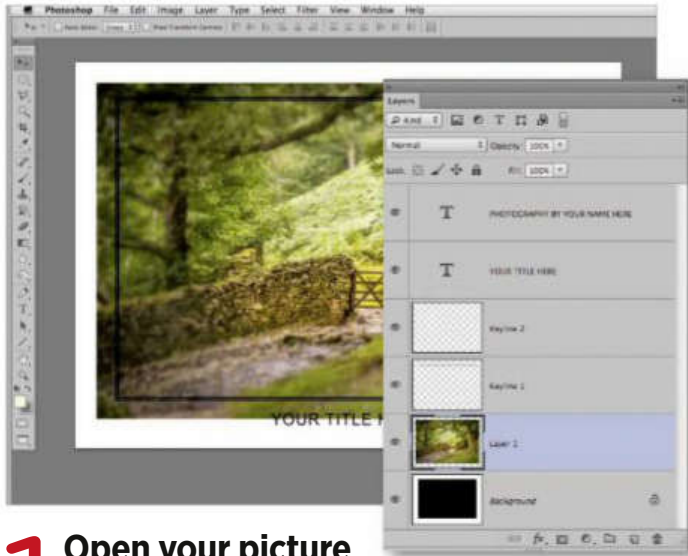 Photoshop File Edit Image Layer Type Select Filter View Window Help
Layers
Kind
Normal Opacity: 100%
Lock: Fill: 100%
PHOTOGRAPHY BY YOUR NAME HERE
YOUR TITLE HERE
Keyline 2
Keyline 1
Layer 1
Background
YOUR TITLE
1 Open your picture